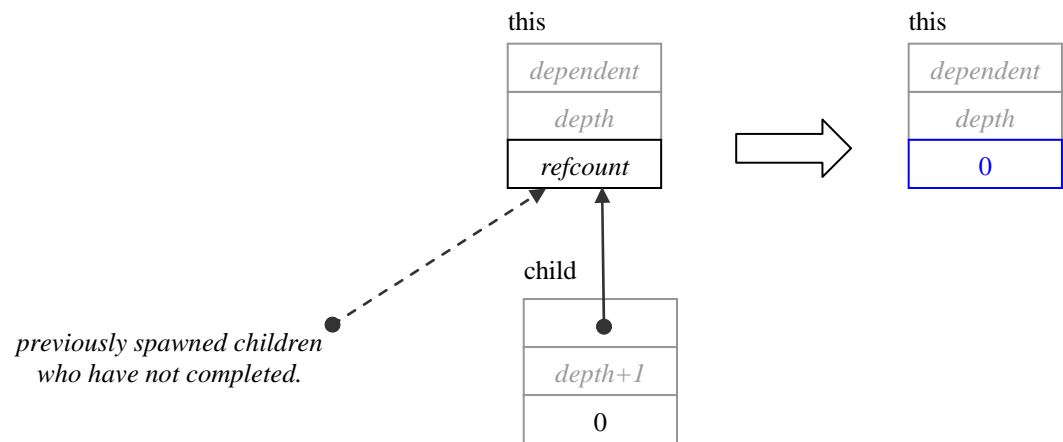 this
dependent
depth
refcount
this
dependent
depth
0
child
depth+1
0
previously spawned children
who have not completed.